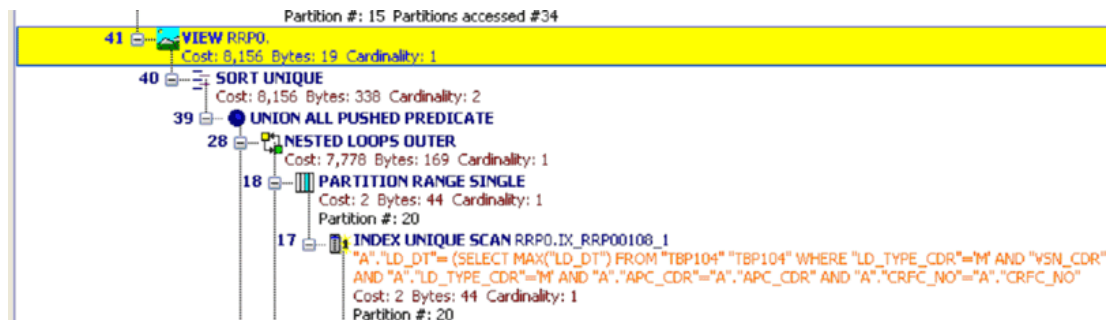 Partition #: 15 Partitions accessed #34
41 VIEW RRP0.
Cost: 8,156 Bytes: 19 Cardinality: 1
40 SORT UNIQUE
Cost: 8,156 Bytes: 338 Cardinality: 2
39 UNION ALL PUSHED PREDICATE
28 NESTED LOOPS OUTER
Cost: 7,778 Bytes: 169 Cardinality: 1
18 PARTITION RANGE SINGLE
Cost: 2 Bytes: 44 Cardinality: 1
Partition #: 20
17 INDEX UNIQUE SCAN RRP0.IX_RRP00108_1
"A"."LD_DT"= (SELECT MAX("LD_DT") FROM "TBP104" "TBP104" WHERE "LD_TYPE_CDR"='M' AND "VSN_CDR"
AND "A"."LD_TYPE_CDR"='M' AND "A"."APC_CDR"="A"."APC_CDR" AND "A"."CRFC_NO"="A"."CRFC_NO"
Cost: 2 Bytes: 44 Cardinality: 1
Partition #: 20